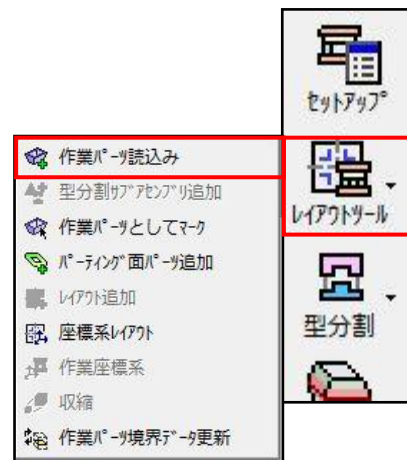 セットアップ
作業ﾊﾟｰﾂ読込み
型分割ｻﾌﾞｱｾﾝﾌﾞﾘ追加
作業ﾊﾟｰﾂとしてﾏｰｸ
ﾊﾟｰﾃｨﾝｸﾞ面ﾊﾟｰﾂ追加
ﾚｲｱｳﾄ追加
座標系ﾚｲｱｳﾄ
作業座標系
収縮
作業ﾊﾟｰﾂ境界ﾃﾞｰﾀ更新
ﾚｲｱｳﾄﾂｰﾙ
型分割